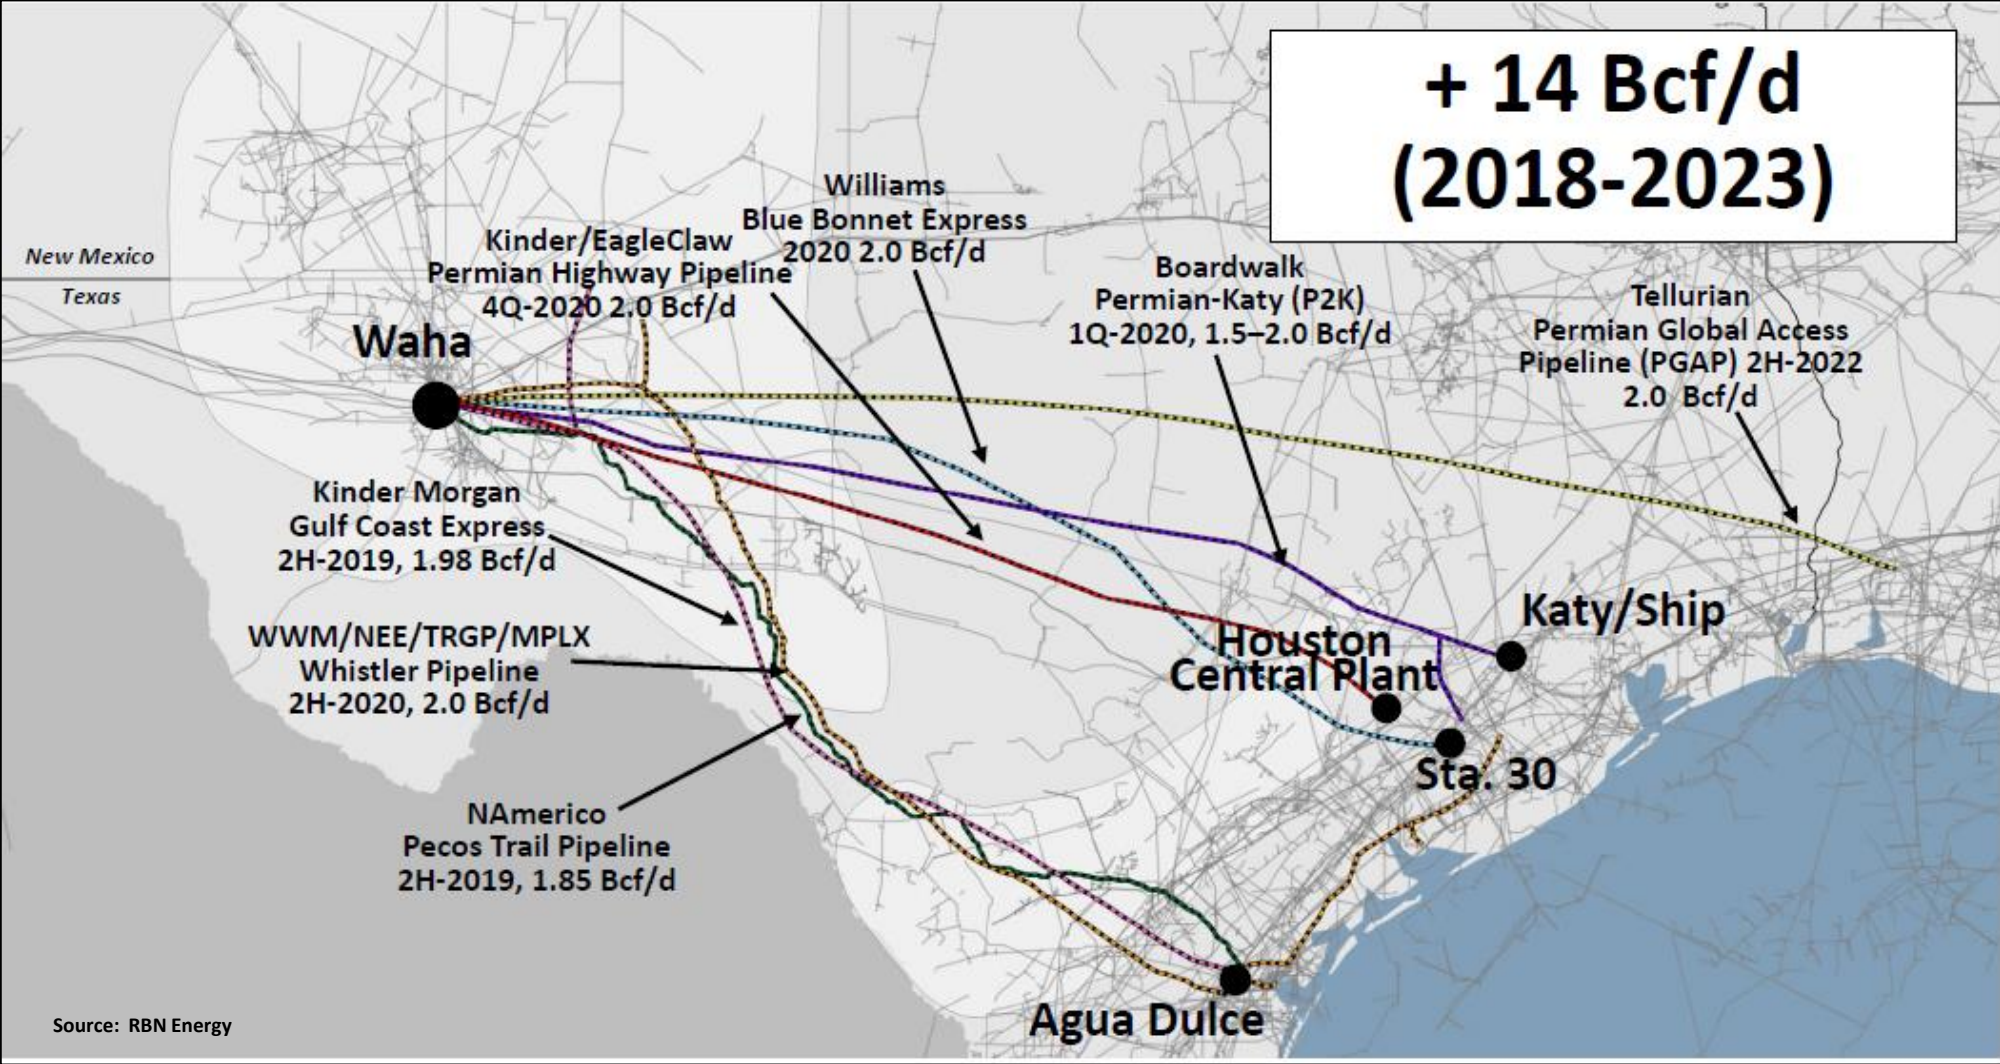 + 14 Bcf/d
(2018-2023)
Williams
Blue Bonnet Express
2020 2.0 Bcf/d
Kinder/EagleClaw
Permian Highway Pipeline
4Q-2020 2.0 Bcf/d
New Mexico
Texas
Boardwalk
Permian-Katy (P2K)
1Q-2020, 1.5–2.0 Bcf/d
Tellurian
Permian Global Access
Pipeline (PGAP) 2H-2022
2.0 Bcf/d
Waha
Kinder Morgan
Gulf Coast Express
2H-2019, 1.98 Bcf/d
Katy/Ship
WWM/NEE/TRGP/MPLX
Whistler Pipeline
2H-2020, 2.0 Bcf/d
Houston
Central Plant
Sta. 30
NAmerico
Pecos Trail Pipeline
2H-2019, 1.85 Bcf/d
Agua Dulce
Source: RBN Energy